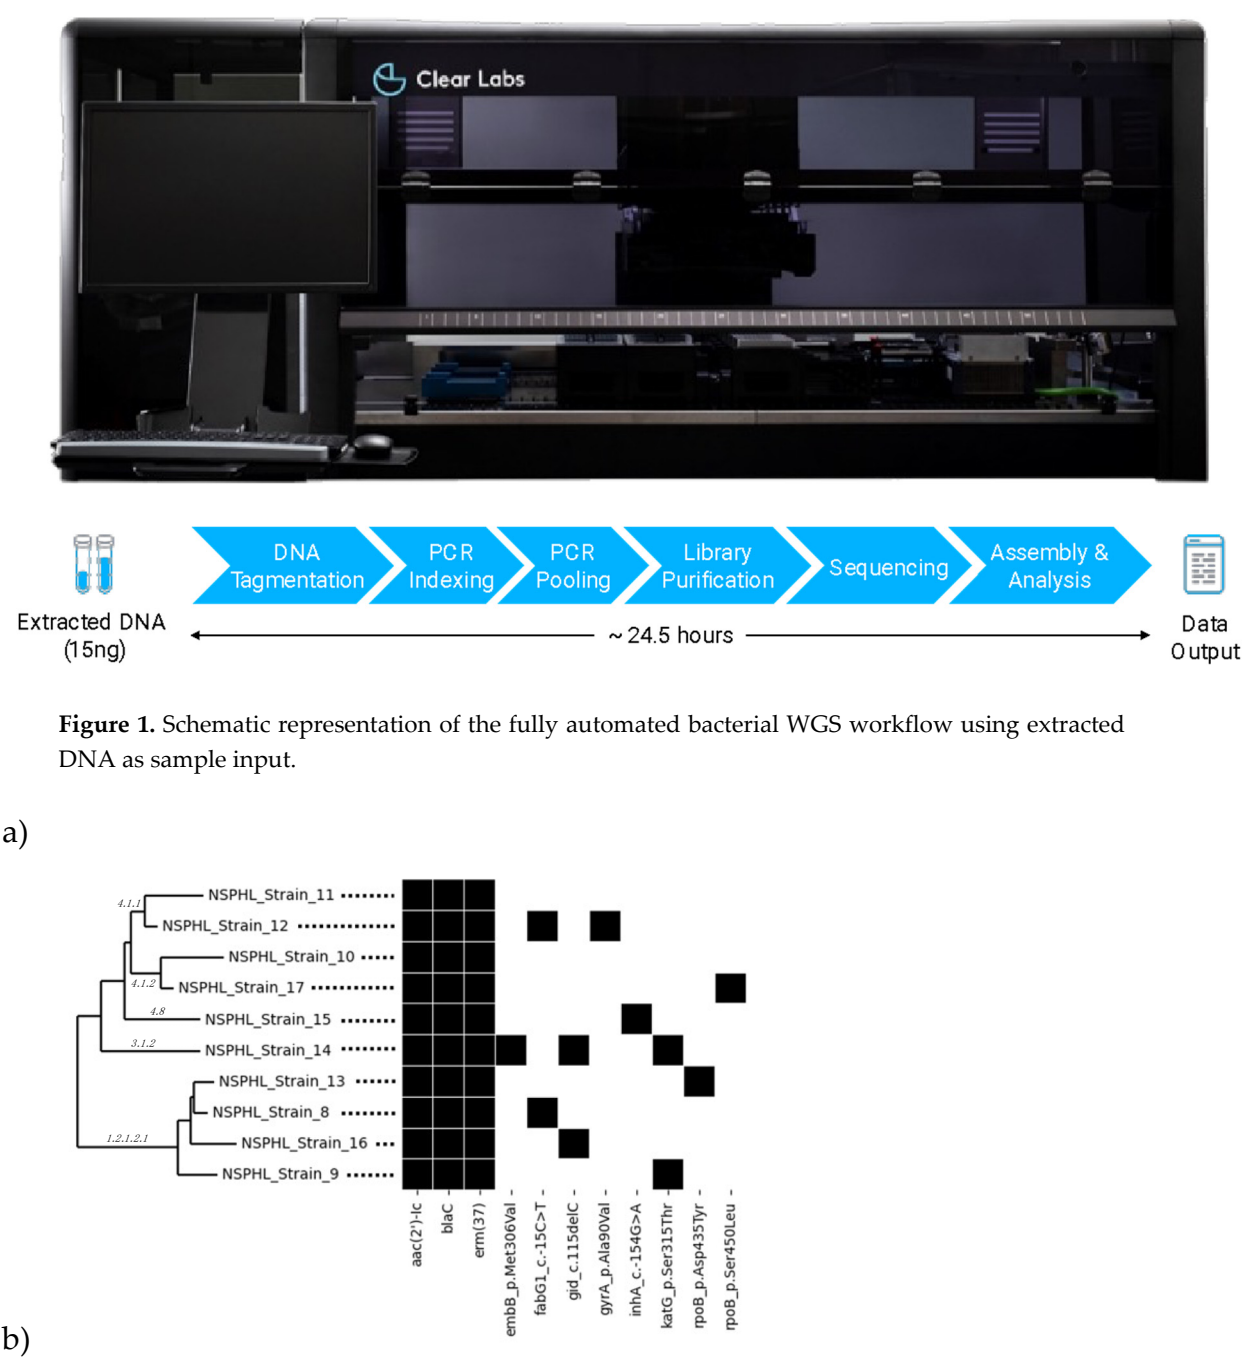 Clear Labs
DNA
Tagmentation
PCR
Indexing
PCR
Pooling
Library
Purification
Sequencing
Assembly &
Analysis
Extracted DNA
(15ng)
~ 24.5 hours
Data
Output
Figure 1. Schematic representation of the fully automated bacterial WGS workflow using extracted
DNA as sample input.
a)
4.1.1
NSPHL_Strain_11
NSPHL_Strain_12
NSPHL_Strain_10
4.1.2
NSPHL_Strain_17
4.8
NSPHL_Strain_15
3.1.2
NSPHL_Strain_14
NSPHL_Strain_13
NSPHL_Strain_8
1.2.1.2.1
NSPHL_Strain_16
NSPHL_Strain_9
aac(2')-Ic
blaC
erm(37)
embB_p.Met306Val
fabG1_c.-15C>T
gid_c.115delC
gyrA_p.Ala90Val
inhA_c.-154G>A
katG_p.Ser315Thr
rpoB_p.Asp435Tyr
rpoB_p.Ser450Leu
b)